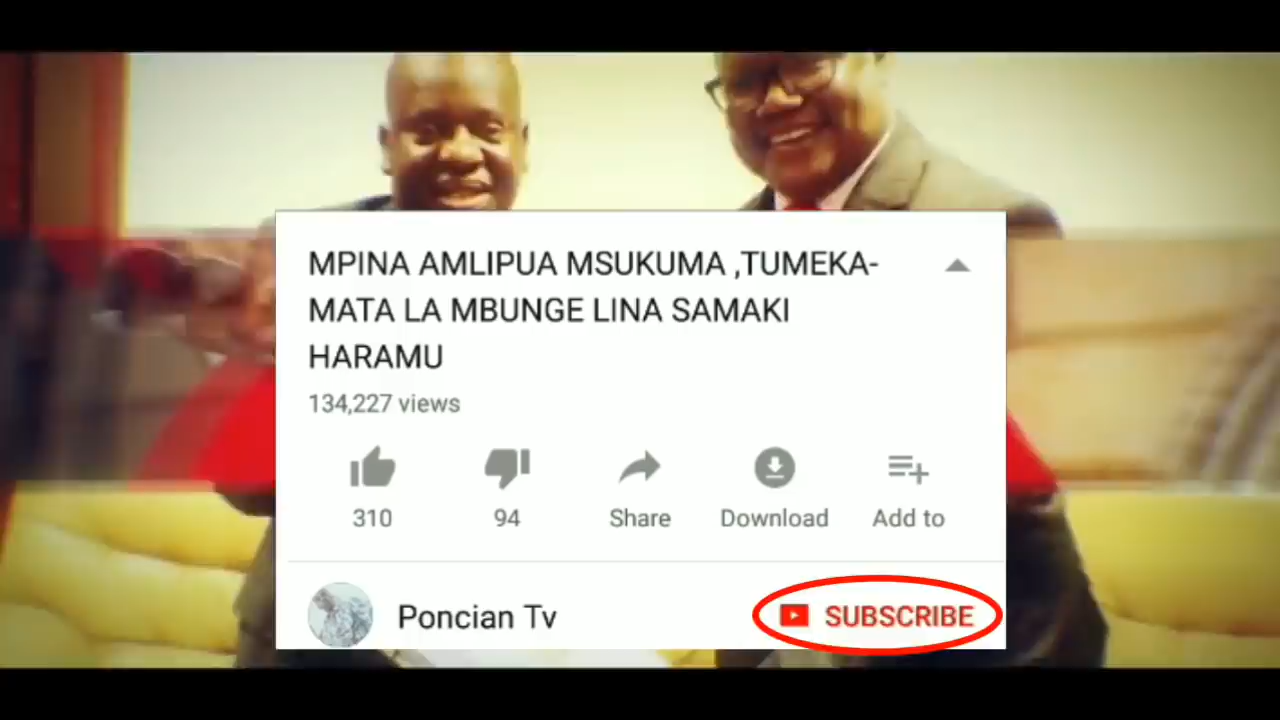 MPINA AMLIPUA MSUKUMA ,TUMEKA-
MATA LA MBUNGE LINA SAMAKI
HARAMU
134,227 views
310
94
Share
Download
Add to
Poncian Tv
SUBSCRIBE